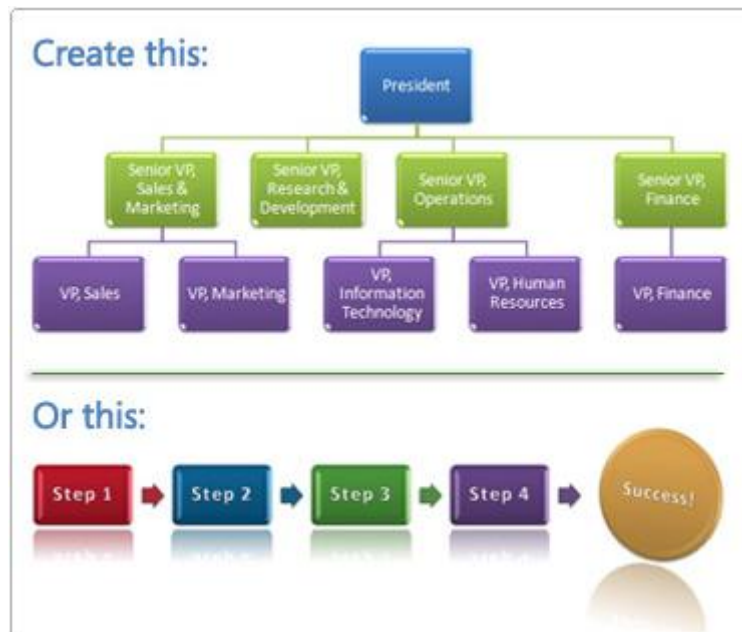 Create this:
President
Senior VP,
Sales &
Marketing
Senior VP,
Research &
Development
Senior VP,
Operations
Senior VP,
Finance
VP, Sales
VP, Marketing
VP,
Information
Technology
VP, Human
Resources
VP, Finance
Or this:
Step 1
Step 2
Step 3
Step 4
Success!